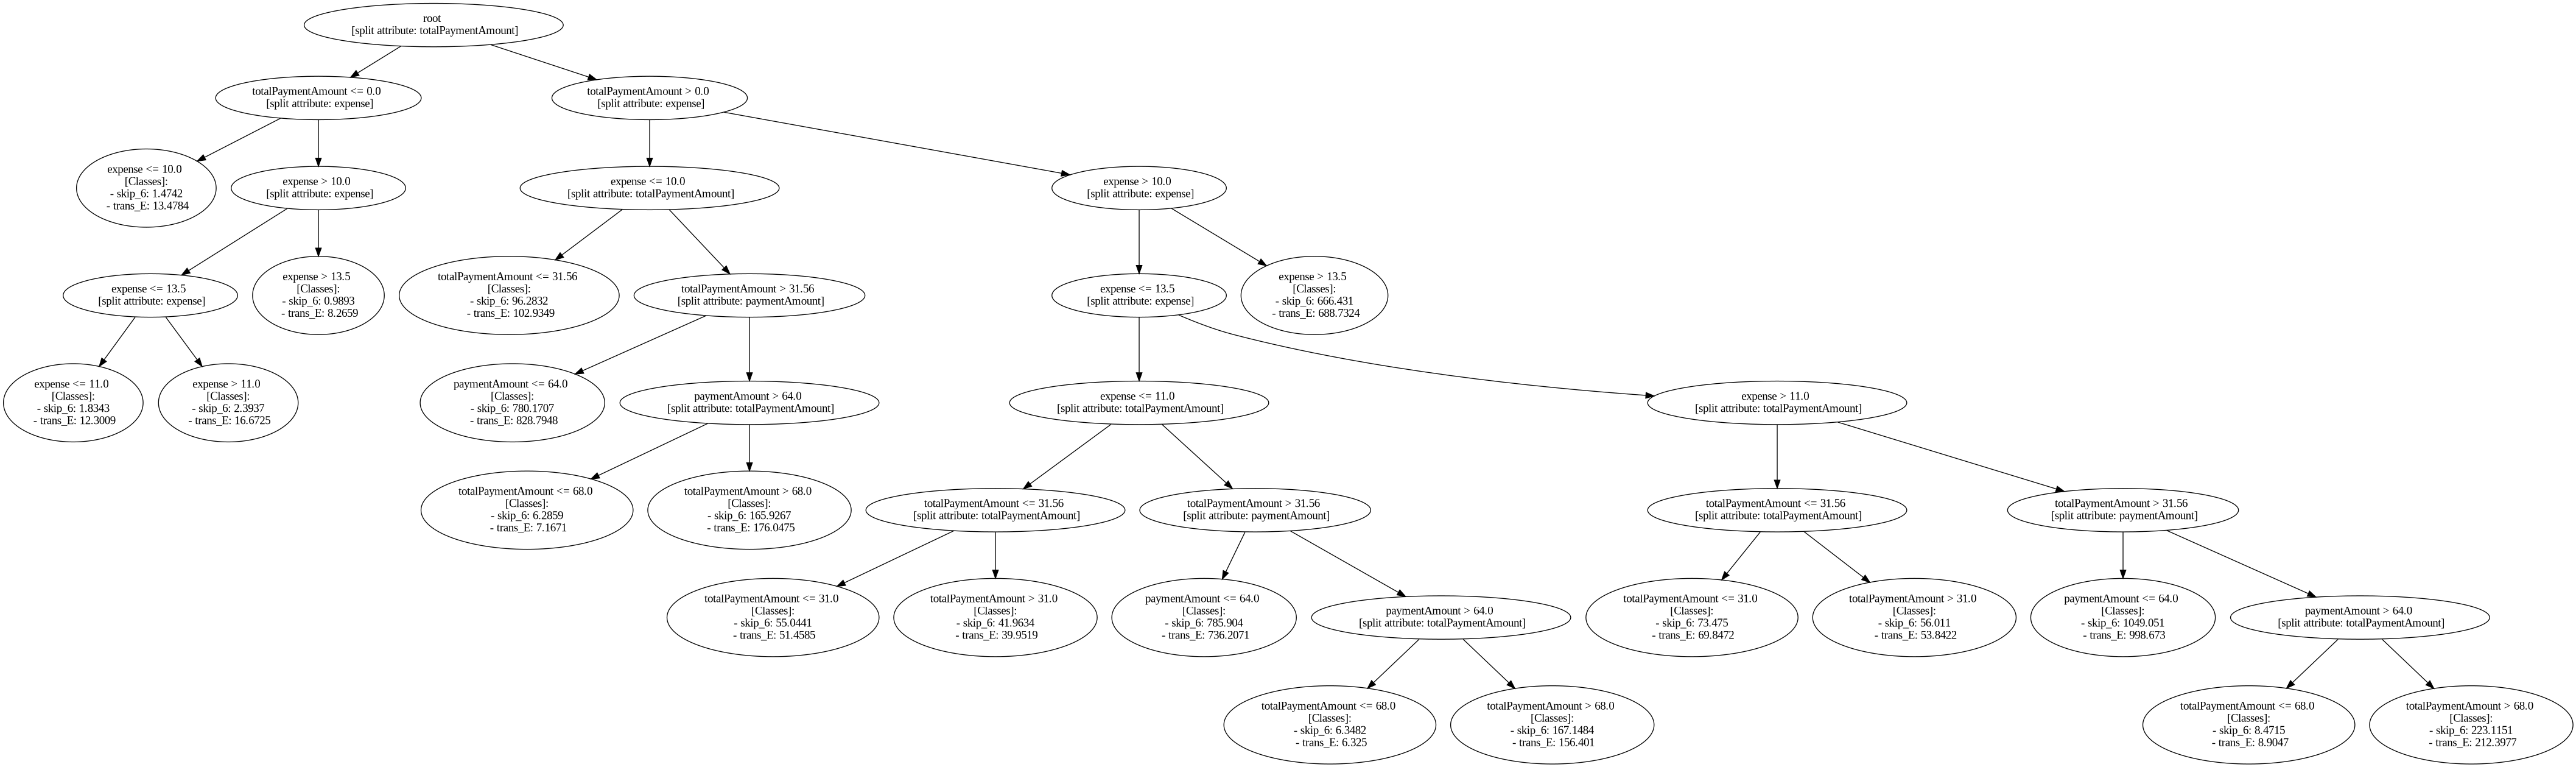 root
[split attribute: totalPaymentAmount]
totalPaymentAmount <= 0.0
[split attribute: expense]
totalPaymentAmount > 0.0
[split attribute: expense]
expense <= 10.0
[Classes]:
- skip_6: 1.4742
- trans_E: 13.4784
expense > 10.0
[split attribute: expense]
expense <= 10.0
[split attribute: totalPaymentAmount]
expense > 10.0
[split attribute: expense]
expense <= 13.5
[split attribute: expense]
expense > 13.5
[Classes]:
- skip_6: 0.9893
- trans_E: 8.2659
totalPaymentAmount <= 31.56
[Classes]:
- skip_6: 96.2832
- trans_E: 102.9349
totalPaymentAmount > 31.56
[split attribute: paymentAmount]
expense <= 13.5
[split attribute: expense]
expense > 13.5
[Classes]:
- skip_6: 666.431
- trans_E: 688.7324
expense <= 11.0
[Classes]:
- skip_6: 1.8343
- trans_E: 12.3009
expense > 11.0
[Classes]:
- skip_6: 2.3937
- trans_E: 16.6725
paymentAmount <= 64.0
[Classes]:
- skip_6: 780.1707
- trans_E: 828.7948
paymentAmount > 64.0
[split attribute: totalPaymentAmount]
expense <= 11.0
[split attribute: totalPaymentAmount]
expense > 11.0
[split attribute: totalPaymentAmount]
totalPaymentAmount <= 68.0
[Classes]:
- skip_6: 6.2859
- trans_E: 7.1671
totalPaymentAmount > 68.0
[Classes]:
- skip_6: 165.9267
- trans_E: 176.0475
totalPaymentAmount <= 31.56
[split attribute: totalPaymentAmount]
totalPaymentAmount > 31.56
[split attribute: paymentAmount]
totalPaymentAmount <= 31.56
[split attribute: totalPaymentAmount]
totalPaymentAmount > 31.56
[split attribute: paymentAmount]
totalPaymentAmount <= 31.0
[Classes]:
- skip_6: 55.0441
- trans_E: 51.4585
totalPaymentAmount > 31.0
[Classes]:
- skip_6: 41.9634
- trans_E: 39.9519
paymentAmount <= 64.0
[Classes]:
- skip_6: 785.904
- trans_E: 736.2071
paymentAmount > 64.0
[split attribute: totalPaymentAmount]
totalPaymentAmount <= 31.0
[Classes]:
- skip_6: 73.475
- trans_E: 69.8472
totalPaymentAmount > 31.0
[Classes]:
- skip_6: 56.011
- trans_E: 53.8422
paymentAmount <= 64.0
[Classes]:
- skip_6: 1049.051
- trans_E: 998.673
paymentAmount > 64.0
[split attribute: totalPaymentAmount]
totalPaymentAmount <= 68.0
[Classes]:
- skip_6: 6.3482
- trans_E: 6.325
totalPaymentAmount > 68.0
[Classes]:
- skip_6: 167.1484
- trans_E: 156.401
totalPaymentAmount <= 68.0
[Classes]:
- skip_6: 8.4715
- trans_E: 8.9047
totalPaymentAmount > 68.0
[Classes]:
- skip_6: 223.1151
- trans_E: 212.3977